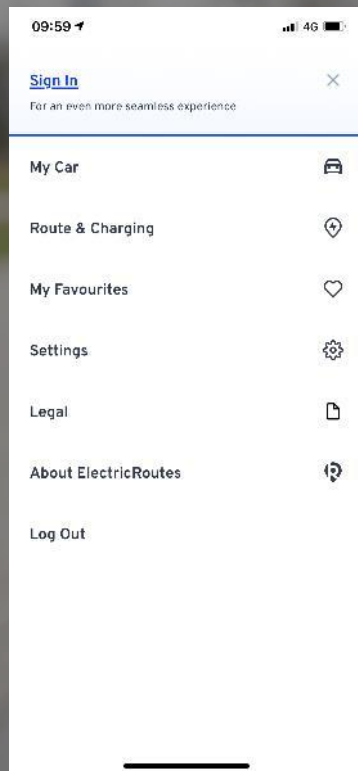 09:59
4G
Sign In
For an even more seamless experience
My Car
Route & Charging
My Favourites
Settings
Legal
About ElectricRoutes
Log Out